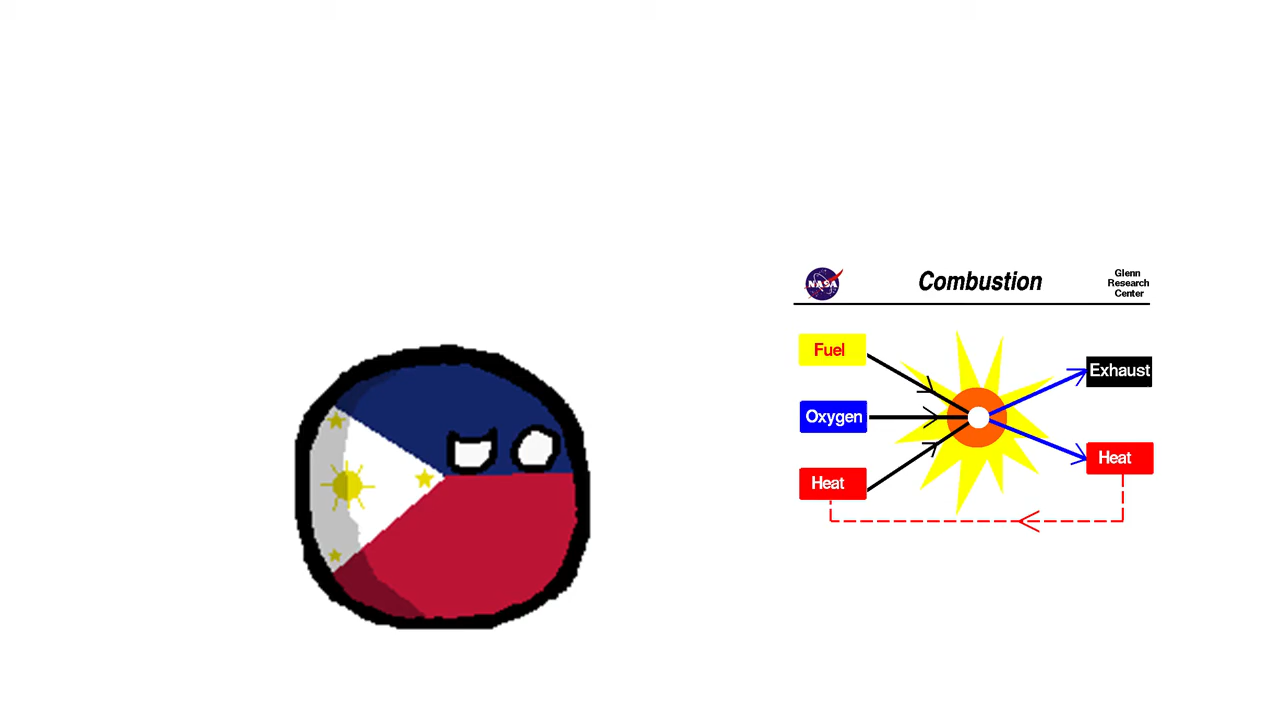 NASA
Combustion
Glenn
Research
Center
Fuel
Oxygen
Heat
Exhaust
Heat